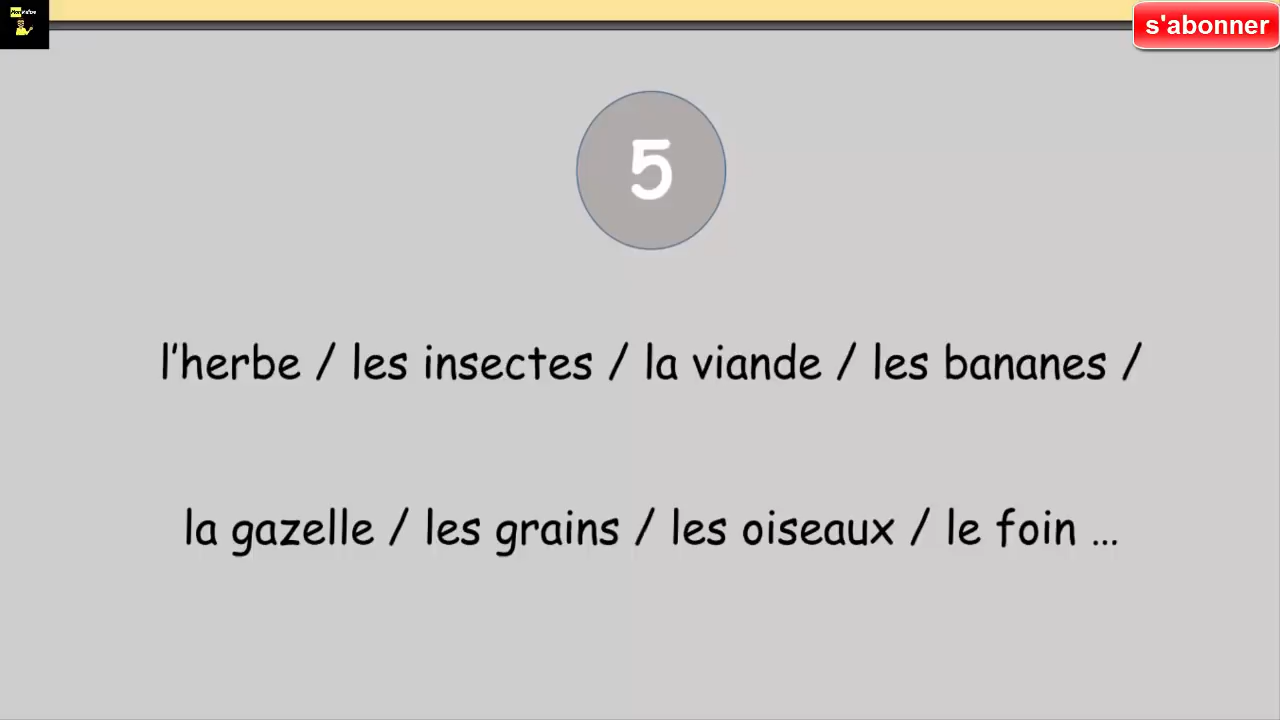 s'abonner
5
l’herbe / les insectes / la viande / les bananes /
la gazelle / les grains / les oiseaux / le foin ...